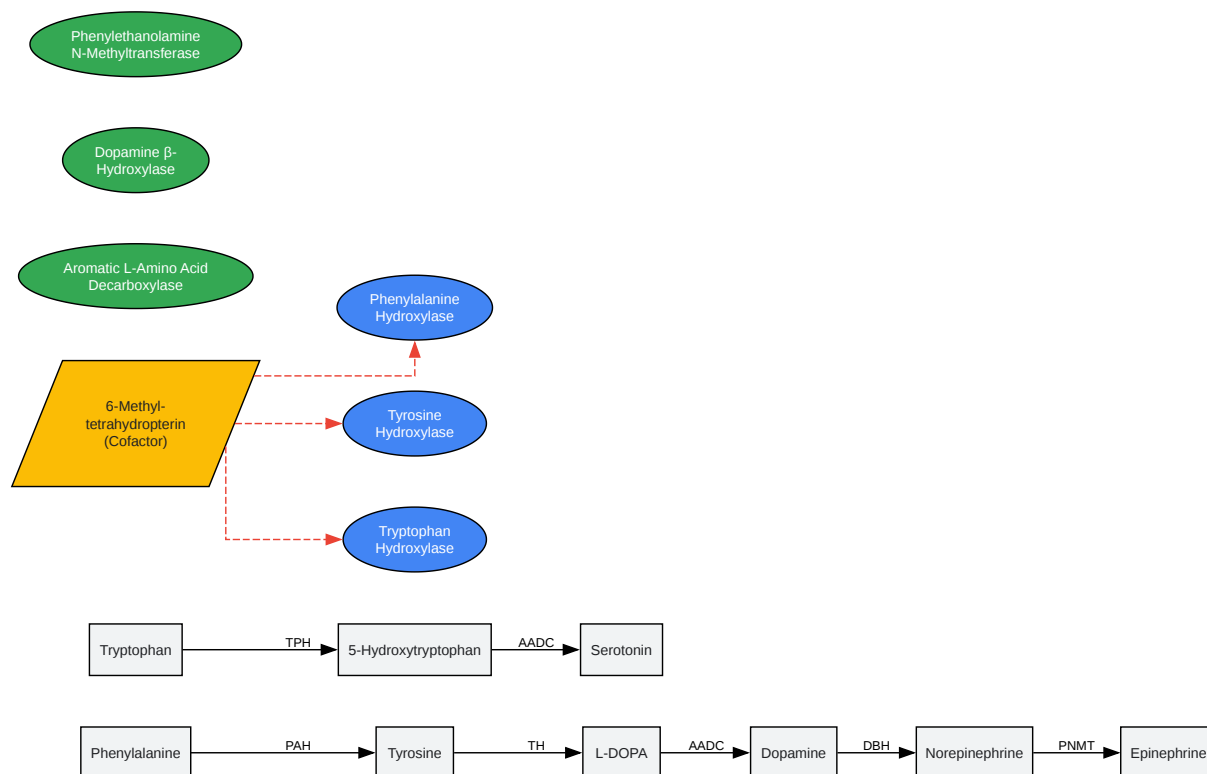 Phenylethanolamine
N-Methyltransferase
Dopamine β-
Hydroxylase
Aromatic L-Amino Acid
Decarboxylase
Phenylalanine
Hydroxylase
6-Methyl-
tetrahydropterin
(Cofactor)
Tyrosine
Hydroxylase
Tryptophan
Hydroxylase
Tryptophan
TPH
5-Hydroxytryptophan
AADC
Serotonin
Phenylalanine
PAH
Tyrosine
TH
L-DOPA
AADC
Dopamine
DBH
Norepinephrine
PNMT
Epinephrine